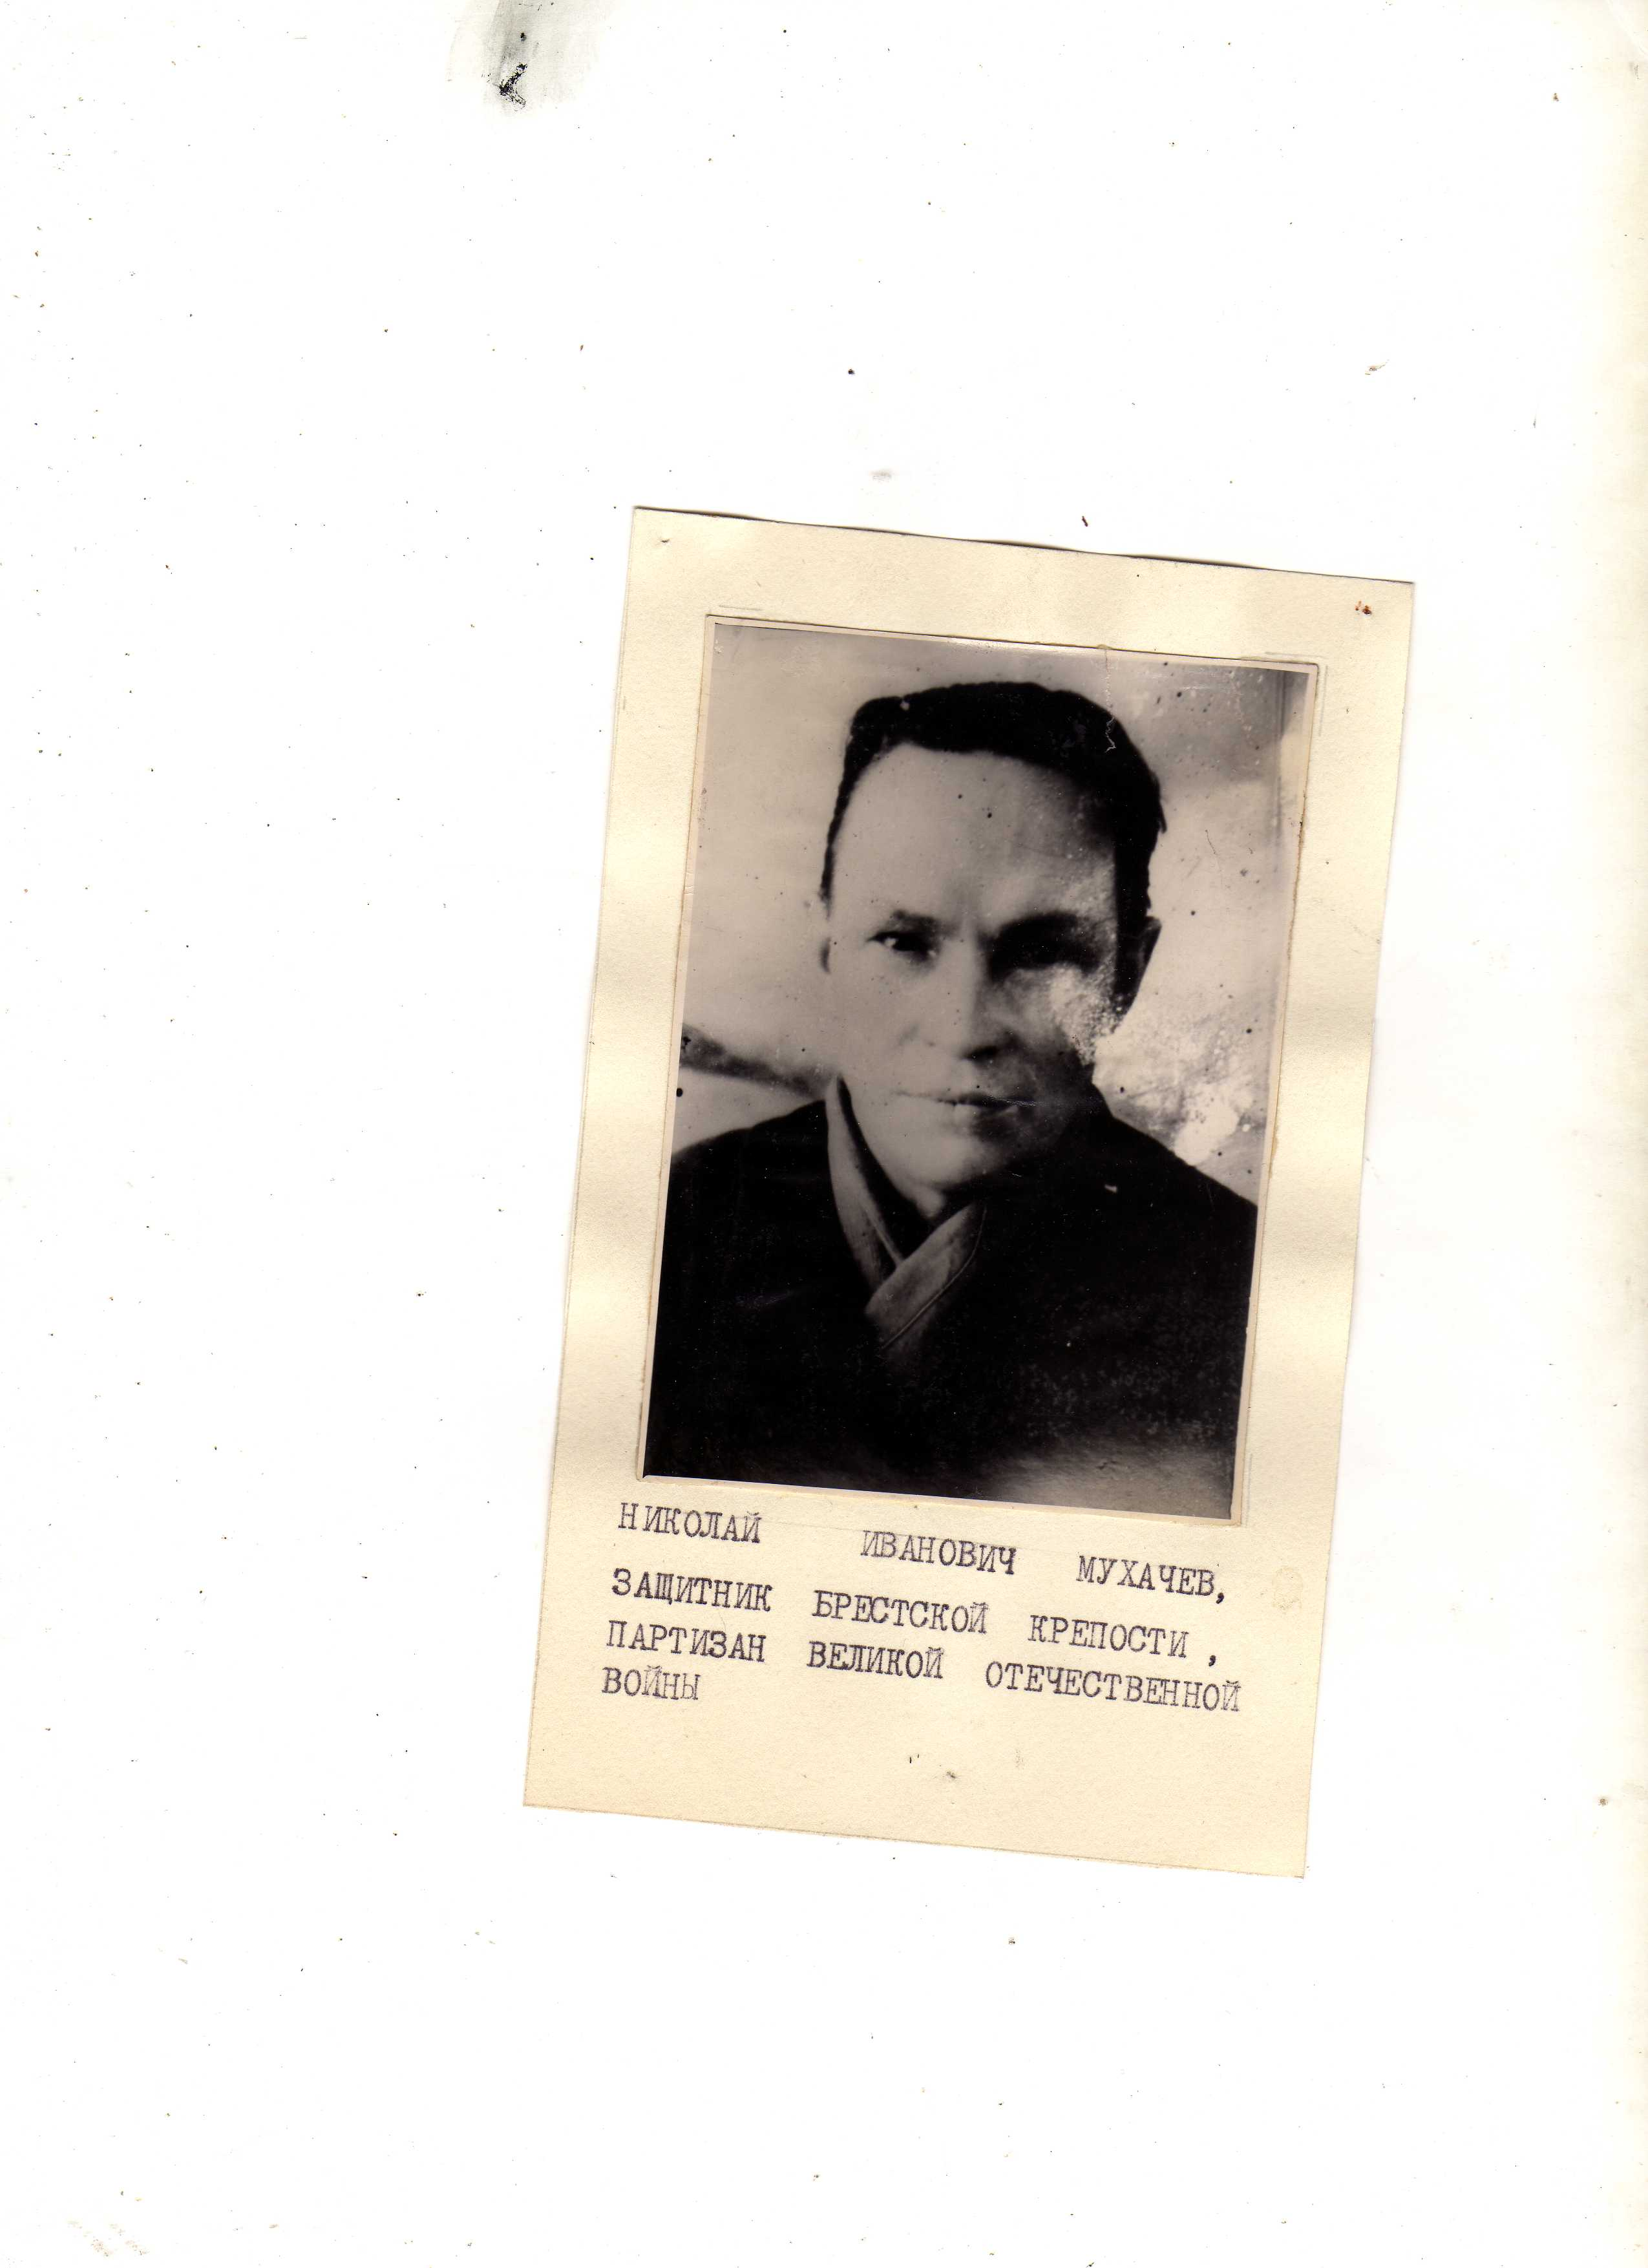 НИКОЛАЙ ИВАНОВИЧ МУХАЧЕВ,
ЗАЩИТНИК БРЕСТСКОЙ КРЕПОСТИ,
ПАРТИЗАН ВЕЛИКОЙ ОТЕЧЕСТВЕННОЙ
ВОЙНЫ